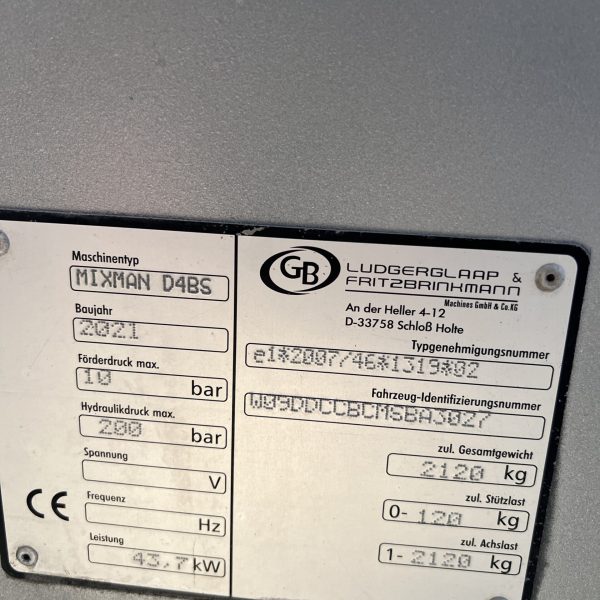 Maschinentyp
MIXMAN D4BS
Baujahr
2021
Förderdruck max.
10 bar
Hydraulikdruck max.
200 bar
Spannung
V
Frequenz
CE Hz
Leistung
43,7 kW
GB LUDGERGLAAP &
FRITZBRINKMANN
Machines GmbH & Co.KG
An der Heller 4-12
D-33758 Schloß Holte
Typgenehmigungsnummer
e1*2007/46*1319*02
Fahrzeug-Identifizierungsnummer
W09DDCCBCMSBA3027
zul. Gesamtgewicht
2120 kg
zul. Stützlast
0- 120 kg
zul. Achslast
1- 2120 kg